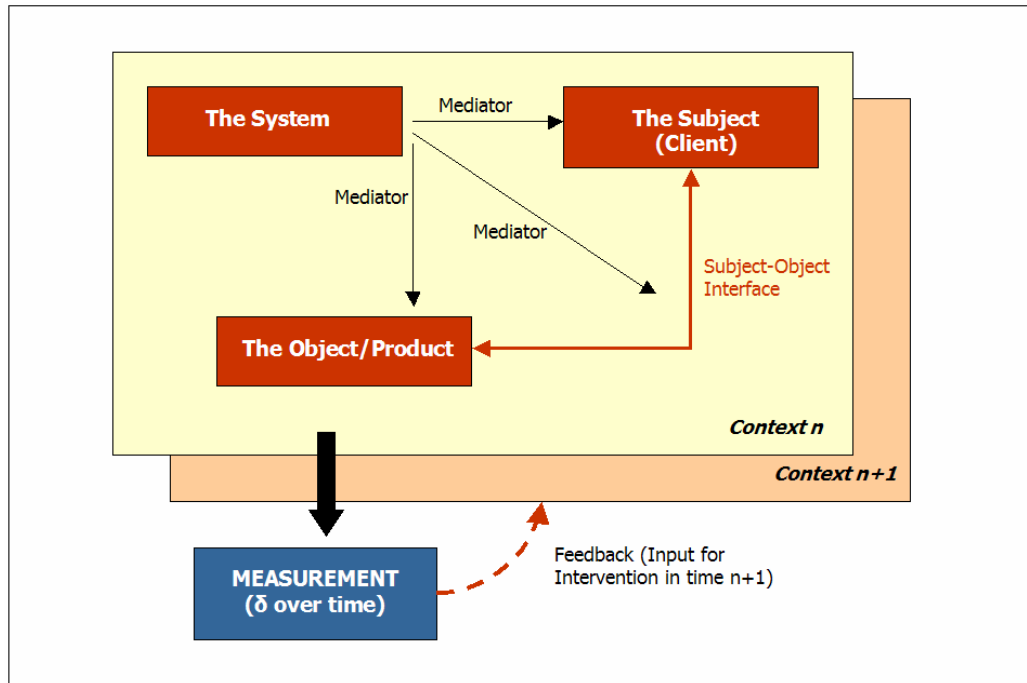 The System
Mediator
The Subject
(Client)
Mediator
Mediator
Subject-Object
Interface
The Object/Product
Context n
Context n+1
MEASUREMENT
(δ over time)
Feedback (Input for
Intervention in time n+1)